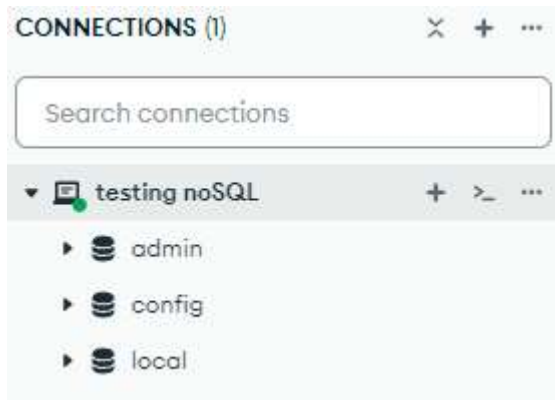 CONNECTIONS (1)
Search connections
testing noSQL
admin
config
local